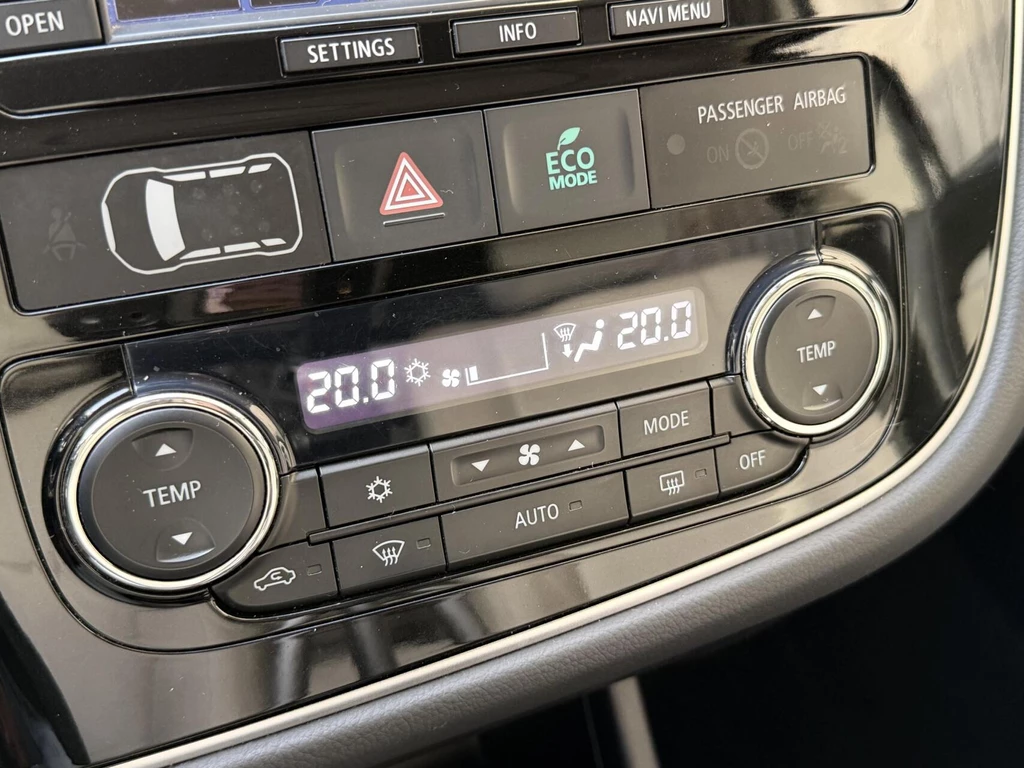 OPEN
SETTINGS
INFO
NAVI MENU
ECO
MODE
PASSENGER AIRBAG
ON
OFF
20.0
20.0
TEMP
TEMP
MODE
AUTO
OFF